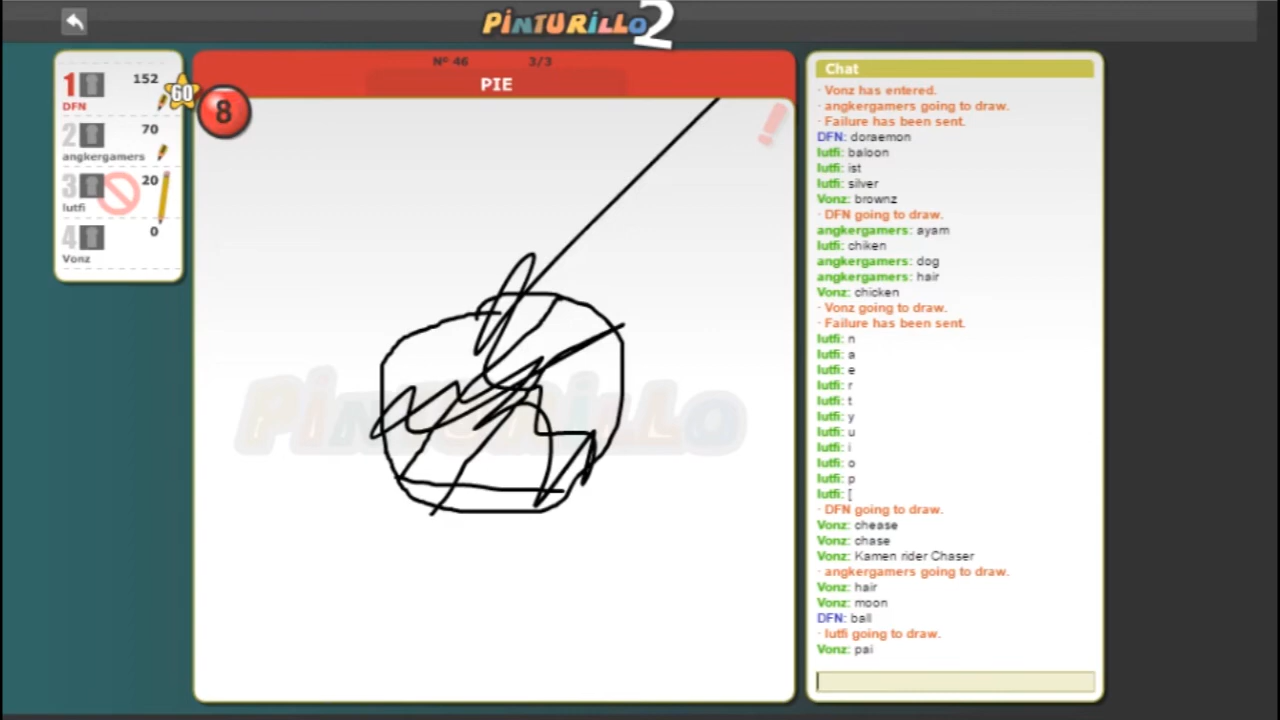 PINTURILLO 2
1 152
DFN
60
2 70
angkergamers
3 20
lutfi
4 0
Vonz
Nº 46 3/3
PIE
8
!
PINTURILLO
Chat
· Vonz has entered.
· angkergamers going to draw.
· Failure has been sent.
DFN: doraemon
lutfi: baloon
lutfi: ist
lutfi: silver
Vonz: brownz
· DFN going to draw.
angkergamers: ayam
lutfi: chiken
angkergamers: dog
angkergamers: hair
Vonz: chicken
· Vonz going to draw.
· Failure has been sent.
lutfi: n
lutfi: a
lutfi: e
lutfi: r
lutfi: t
lutfi: y
lutfi: u
lutfi: i
lutfi: o
lutfi: p
lutfi: [
· DFN going to draw.
Vonz: chease
Vonz: chase
Vonz: Kamen rider Chaser
· angkergamers going to draw.
Vonz: hair
Vonz: moon
DFN: ball
· lutfi going to draw.
Vonz: pai